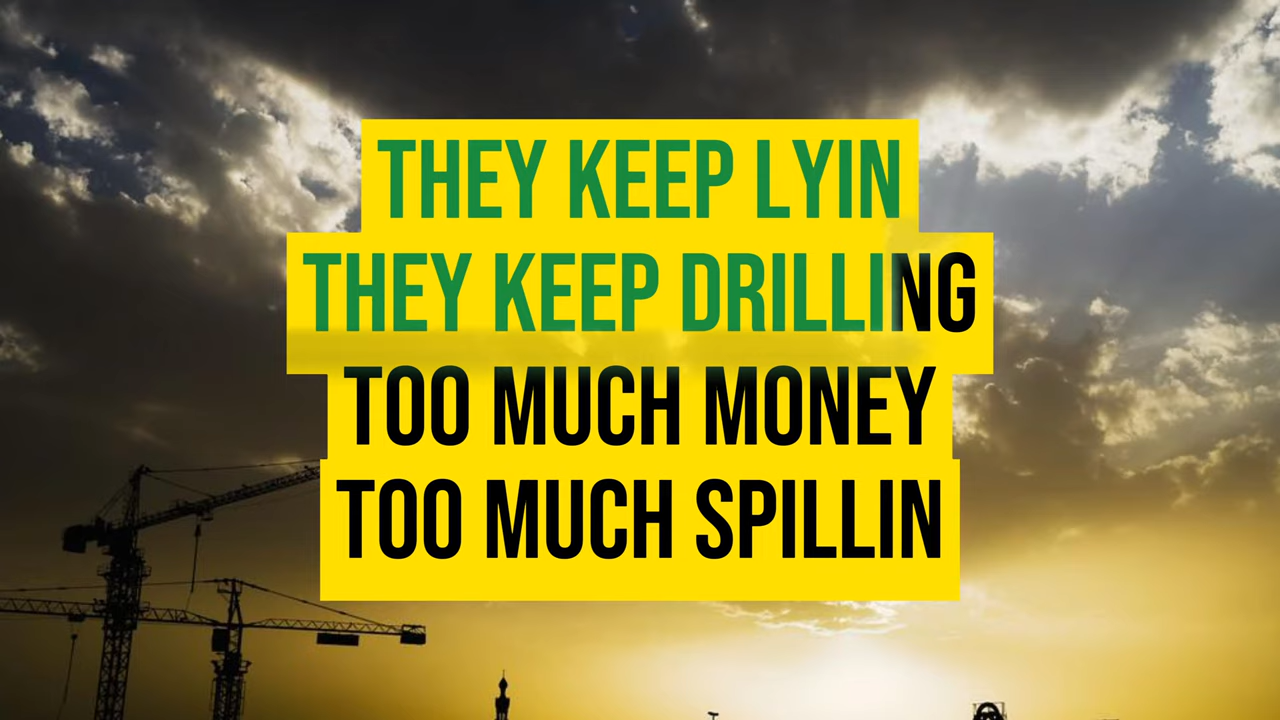 THEY KEEP LYIN
THEY KEEP DRILLING
TOO MUCH MONEY
TOO MUCH SPILLIN